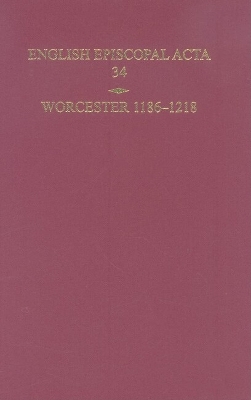 ENGLISH EPISCOPAL ACTA
34
WORCESTER 1186–1218